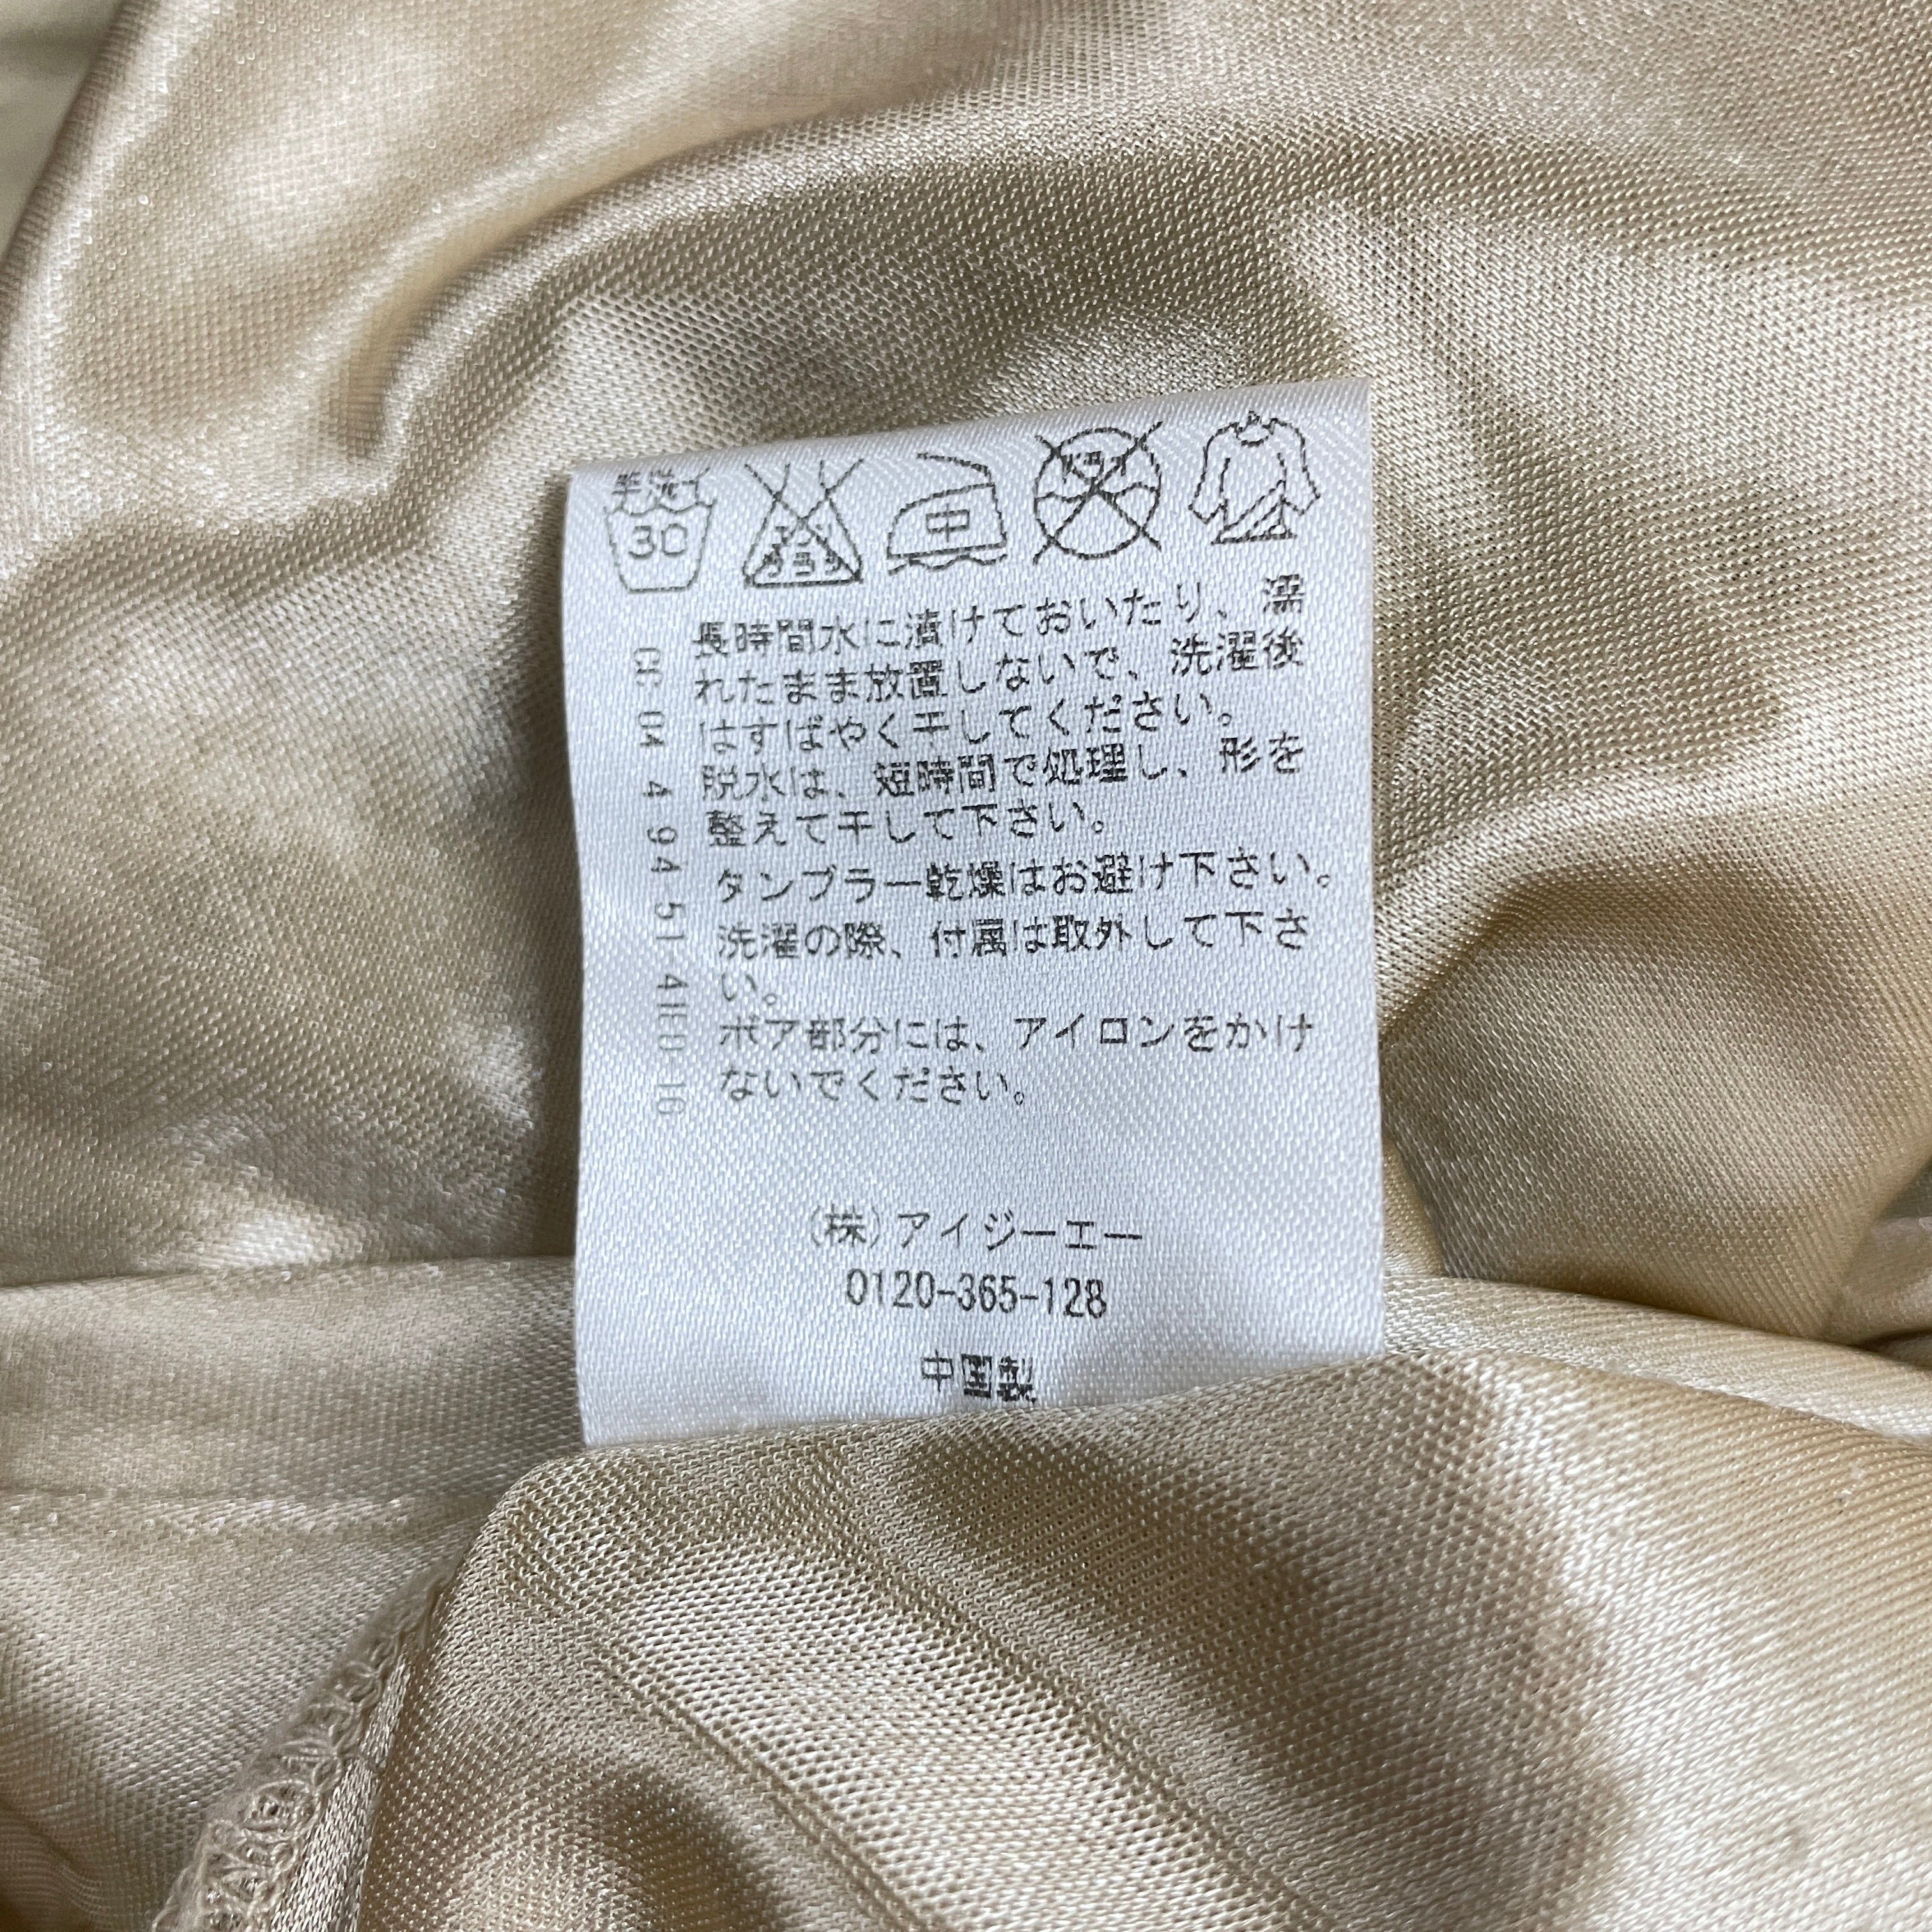 手洗イ
30
中
ドライ
長時間水に漬けておいたり、濡
れたまま放置しないで、洗濯後
はすばやく干してください。
脱水は、短時間で処理し、形を
整えて干して下さい。
タンブラー乾燥はお避け下さい。
洗濯の際、付属は取外して下さ
い。
ボア部分には、アイロンをかけ
ないでください。
(株)アイジーエー
0120-365-128
中国製